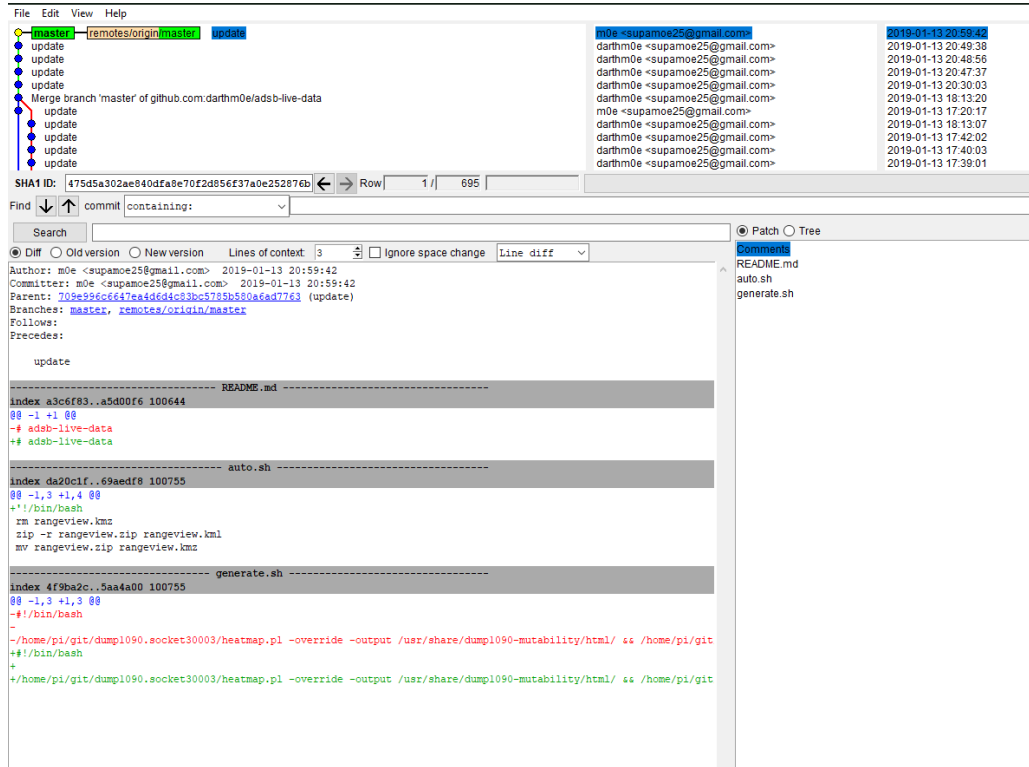 File Edit View Help
master remotes/origin/master update m0e <supamoe25@gmail.com> 2019-01-13 20:59:42
update darthm0e <supamoe25@gmail.com> 2019-01-13 20:49:38
update darthm0e <supamoe25@gmail.com> 2019-01-13 20:48:56
update darthm0e <supamoe25@gmail.com> 2019-01-13 20:47:37
update darthm0e <supamoe25@gmail.com> 2019-01-13 20:30:03
Merge branch 'master' of github.com:darthm0e/adsb-live-data darthm0e <supamoe25@gmail.com> 2019-01-13 18:13:20
update m0e <supamoe25@gmail.com> 2019-01-13 17:20:17
update darthm0e <supamoe25@gmail.com> 2019-01-13 18:13:07
update darthm0e <supamoe25@gmail.com> 2019-01-13 17:42:02
update darthm0e <supamoe25@gmail.com> 2019-01-13 17:40:03
update darthm0e <supamoe25@gmail.com> 2019-01-13 17:39:01
SHA1 ID: 475d5a302ae840dfa8e70f2d856f37a0e252876b Row 1 / 695
Find commit containing:
Search
Diff Old version New version Lines of context: 3 Ignore space change Line diff
Patch Tree
Comments
README.md
auto.sh
generate.sh
Author: m0e <supamoe25@gmail.com> 2019-01-13 20:59:42
Committer: m0e <supamoe25@gmail.com> 2019-01-13 20:59:42
Parent: 709e996c6647ea4d6d4c83bc5785b580a6ad7763 (update)
Branches: master, remotes/origin/master
Follows:
Precedes:
update
---------------------------------- README.md ----------------------------------
index a3c6f83..a5d00f6 100644
@@ -1 +1 @@
-# adsb-live-data
+# adsb-live-data
----------------------------------- auto.sh -----------------------------------
index da20c1f..69aedf8 100755
@@ -1,3 +1,4 @@
+'!/bin/bash
rm rangeview.kmz
zip -r rangeview.zip rangeview.kml
mv rangeview.zip rangeview.kmz
--------------------------------- generate.sh ---------------------------------
index 4f9ba2c..5aa4a00 100755
@@ -1,3 +1,3 @@
-#!/bin/bash
-
-/home/pi/git/dump1090.socket30003/heatmap.pl -override -output /usr/share/dump1090-mutability/html/ && /home/pi/git
+#!/bin/bash
+
+/home/pi/git/dump1090.socket30003/heatmap.pl -override -output /usr/share/dump1090-mutability/html/ && /home/pi/git